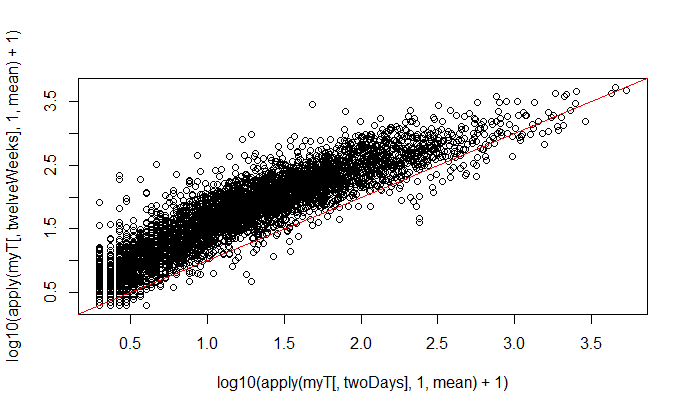 log10(apply(myT[, twelveWeeks], 1, mean) + 1)
3.5
2.5
1.5
0.5
0.5 1.0 1.5 2.0 2.5 3.0 3.5
log10(apply(myT[, twoDays], 1, mean) + 1)